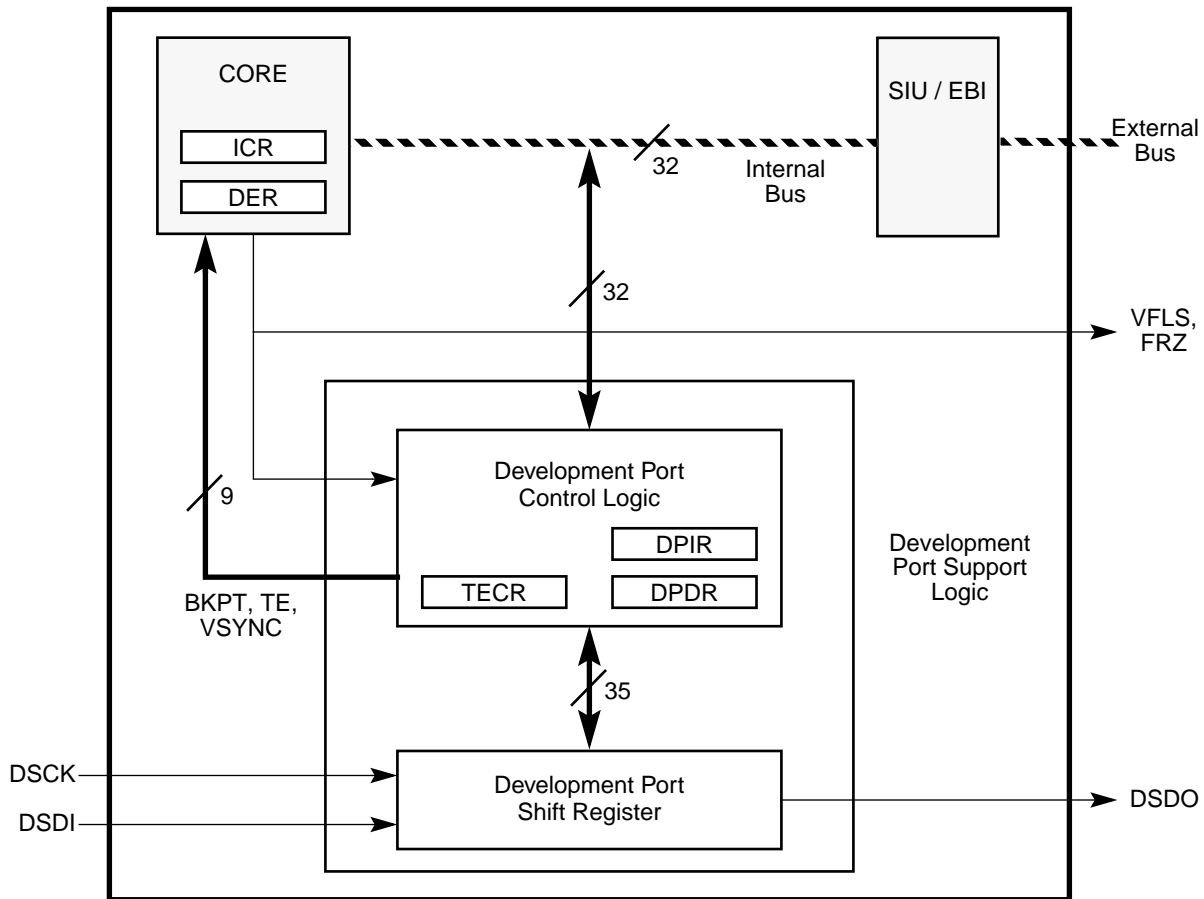 CORE
ICR
DER
SIU / EBI
32
Internal
Bus
External
Bus
32
VFLS,
FRZ
9
Development Port
Control Logic
DPIR
TECR
DPDR
BKPT, TE,
VSYNC
Development
Port Support
Logic
35
DSCK
DSDI
Development Port
Shift Register
DSDO